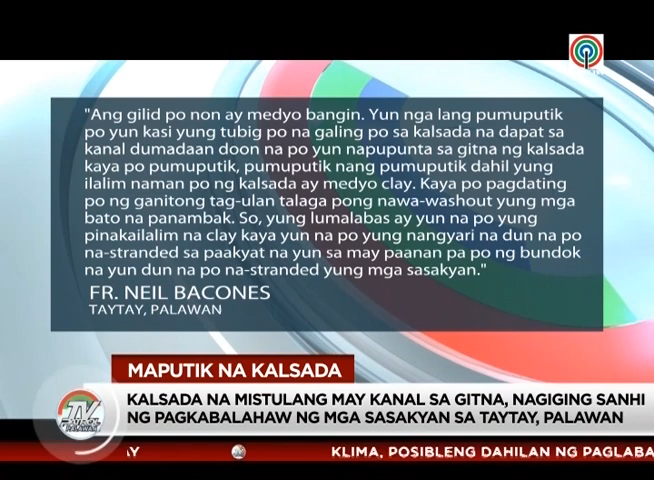 "Ang gilid po non ay medyo bangin. Yun nga lang pumuputik
po yun kasi yung tubig po na galing po sa kalsada na dapat sa
kanal dumadaan doon na po yun napupunta sa gitna ng kalsada
kaya po pumuputik, pumuputik nang pumuputik dahil yung
ilalim naman po ng kalsada ay medyo clay. Kaya po pagdating
po ng ganitong tag-ulan talaga pong nawa-washout yung mga
bato na panambak. So, yung lumalabas ay yun na po yung
pinakailalim na clay kaya yun na po yung nangyari na dun na po
na-stranded sa paakyat na yun sa may paanan pa po ng bundok
na yun dun na po na-stranded yung mga sasakyan."
FR. NEIL BACONES
TAYTAY, PALAWAN
MAPUTIK NA KALSADA
KALSADA NA MISTULANG MAY KANAL SA GITNA, NAGIGING SANHI
NG PAGKABALAHAW NG MGA SASAKYAN SA TAYTAY, PALAWAN
TV
PATROL
PALAWAN
AY
KLIMA, POSIBLENG DAHILAN NG PAGLABA